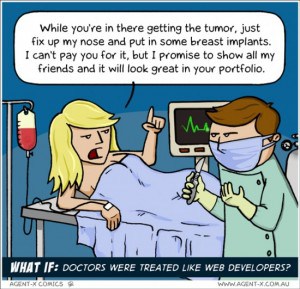 While you're in there getting the tumor, just
fix up my nose and put in some breast implants.
I can't pay you for it, but I promise to show all my
friends and it will look great in your portfolio.
WHAT IF: DOCTORS WERE TREATED LIKE WEB DEVELOPERS?
AGENT-X COMICS WWW.AGENT-X.COM.AU